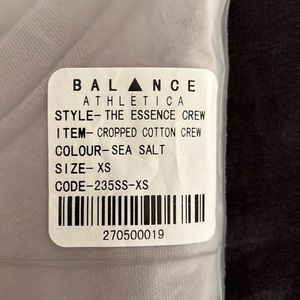 BAL▲NCE
ATHLETICA
STYLE- THE ESSENCE CREW
ITEM- CROPPED COTTON CREW
COLOUR- SEA SALT
SIZE- XS
CODE-235SS-XS
270500019